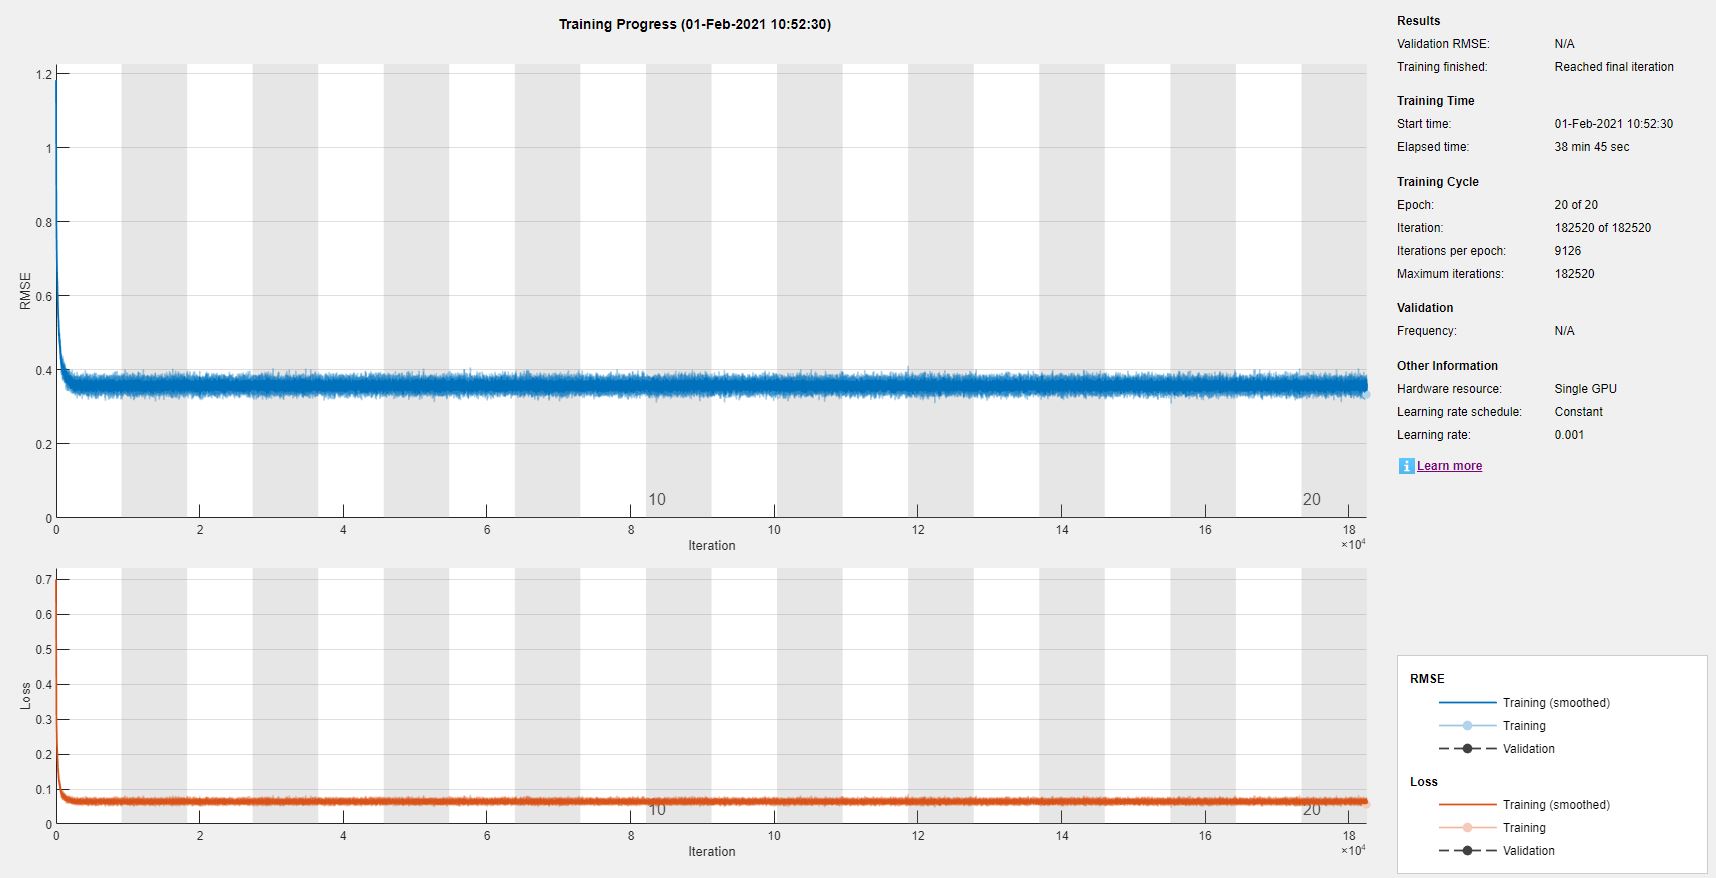 Training Progress (01-Feb-2021 10:52:30)
RMSE
1.2
1
0.8
0.6
0.4
0.2
0
10
20
0 2 4 6 8 10 12 14 16 18
Iteration
×10⁴
Loss
0.7
0.6
0.5
0.4
0.3
0.2
0.1
0
10
20
0 2 4 6 8 10 12 14 16 18
Iteration
×10⁴
Results
Validation RMSE: N/A
Training finished: Reached final iteration
Training Time
Start time: 01-Feb-2021 10:52:30
Elapsed time: 38 min 45 sec
Training Cycle
Epoch: 20 of 20
Iteration: 182520 of 182520
Iterations per epoch: 9126
Maximum iterations: 182520
Validation
Frequency: N/A
Other Information
Hardware resource: Single GPU
Learning rate schedule: Constant
Learning rate: 0.001
i Learn more
RMSE
Training (smoothed)
Training
Validation
Loss
Training (smoothed)
Training
Validation